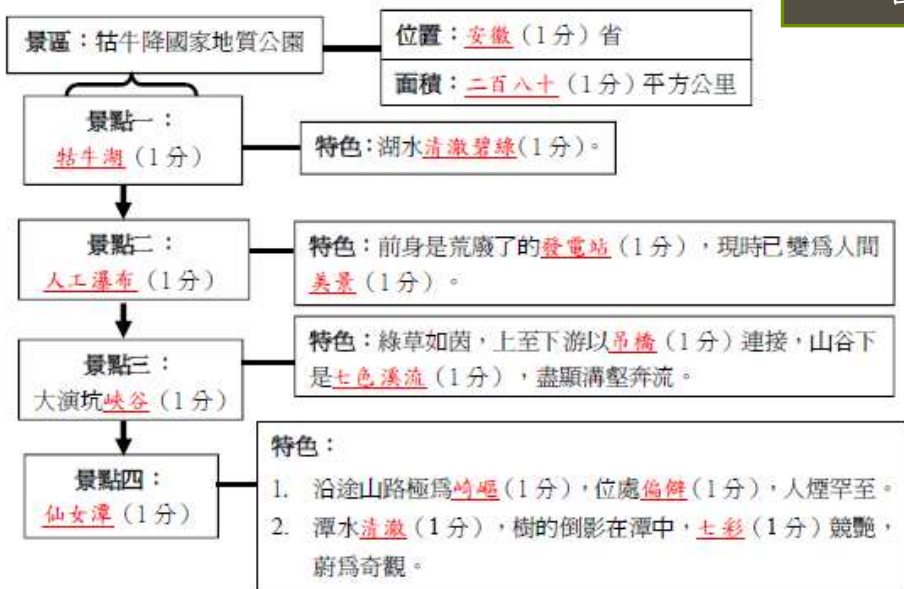 景區：牯牛降國家地質公園
位置：安徽（1分）省
面積：二百八十（1分）平方公里
景點一：
牯牛湖（1分）
特色：湖水清澈碧綠（1分）。
景點二：
人工瀑布（1分）
特色：前身是荒廢了的發電站（1分），現時已變為人間
美景（1分）。
景點三：
大演坑峽谷（1分）
特色：綠草如茵，上至下游以吊橋（1分）連接，山谷下
是七色溪流（1分），盡顯溝壑奔流。
景點四：
仙女潭（1分）
特色：
1. 沿途山路極為崎嶇（1分），位處偏僻（1分），人煙罕至。
2. 潭水清澈（1分），樹的倒影在潭中，七彩（1分）競艷，
蔚為奇觀。